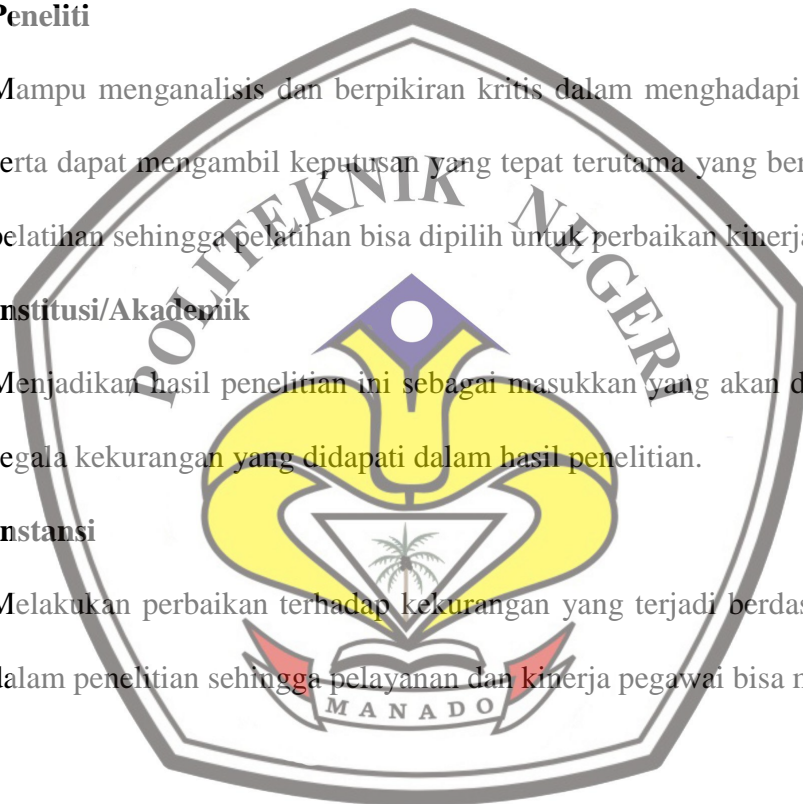 Peneliti
Mampu menganalisis dan berpikiran kritis dalam menghadapi
erta dapat mengambil keputusan yang tepat terutama yang ber
pelatihan sehingga pelatihan bisa dipilih untuk perbaikan kinerja
nstitusi/Akademik
Menjadikan hasil penelitian ini sebagai masukkan yang akan d
egala kekurangan yang didapati dalam hasil penelitian.
nstansi
Melakukan perbaikan terhadap kekurangan yang terjadi berdas
dalam penelitian sehingga pelayanan dan kinerja pegawai bisa m
POLITEKNIK NEGERI
MANADO